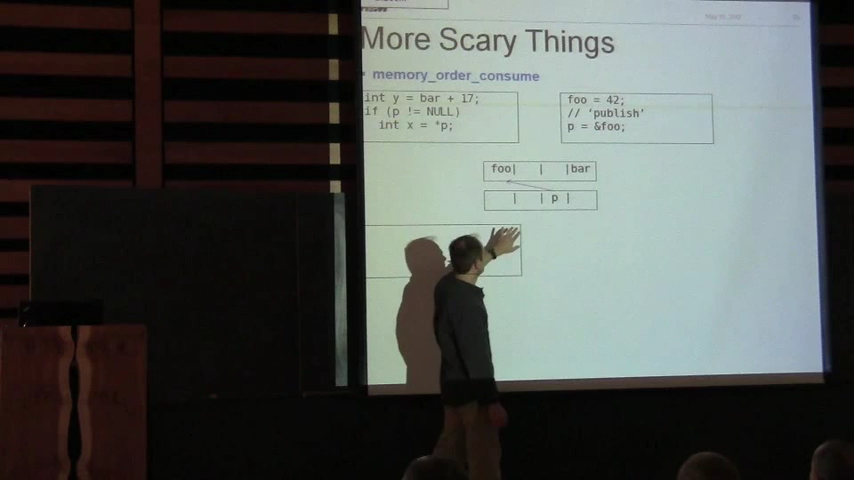 More Scary Things
memory_order_consume
int y = bar + 17;
if (p != NULL)
int x = *p;
foo = 42;
// 'publish'
p = &foo;
foo| | |bar
| | p |